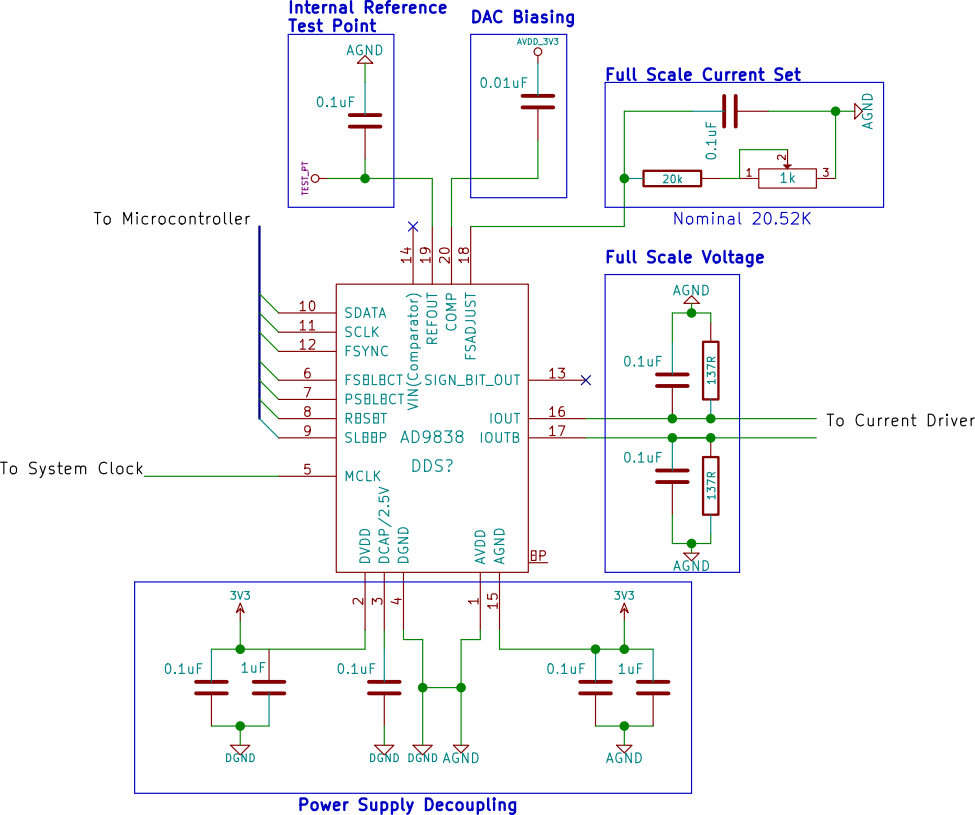 Internal Reference
Test Point
AGND
0.1uF
TEST_PT
DAC Biasing
AVDD_3V3
0.01uF
Full Scale Current Set
0.1uF
AGND
20k
1
2
1k
3
Nominal 20.52K
To Microcontroller
14
19
20
18
VIN(Comparator)
REFOUT
COMP
FSADJUST
10 SDATA
11 SCLK
12 FSYNC
6 FSELECT
7 PSELECT
8 RESET
9 SLEEP
5 MCLK
To System Clock
SIGN_BIT_OUT 13
IOUT 16
IOUTB 17
AD9838
DDS?
DVDD
DCAP/2.5V
DGND
AVDD
AGND
EP
2
3
4
1
15
Full Scale Voltage
AGND
0.1uF
137R
To Current Driver
0.1uF
137R
AGND
3V3
0.1uF
1uF
DGND
0.1uF
DGND
DGND
AGND
3V3
0.1uF
1uF
AGND
Power Supply Decoupling